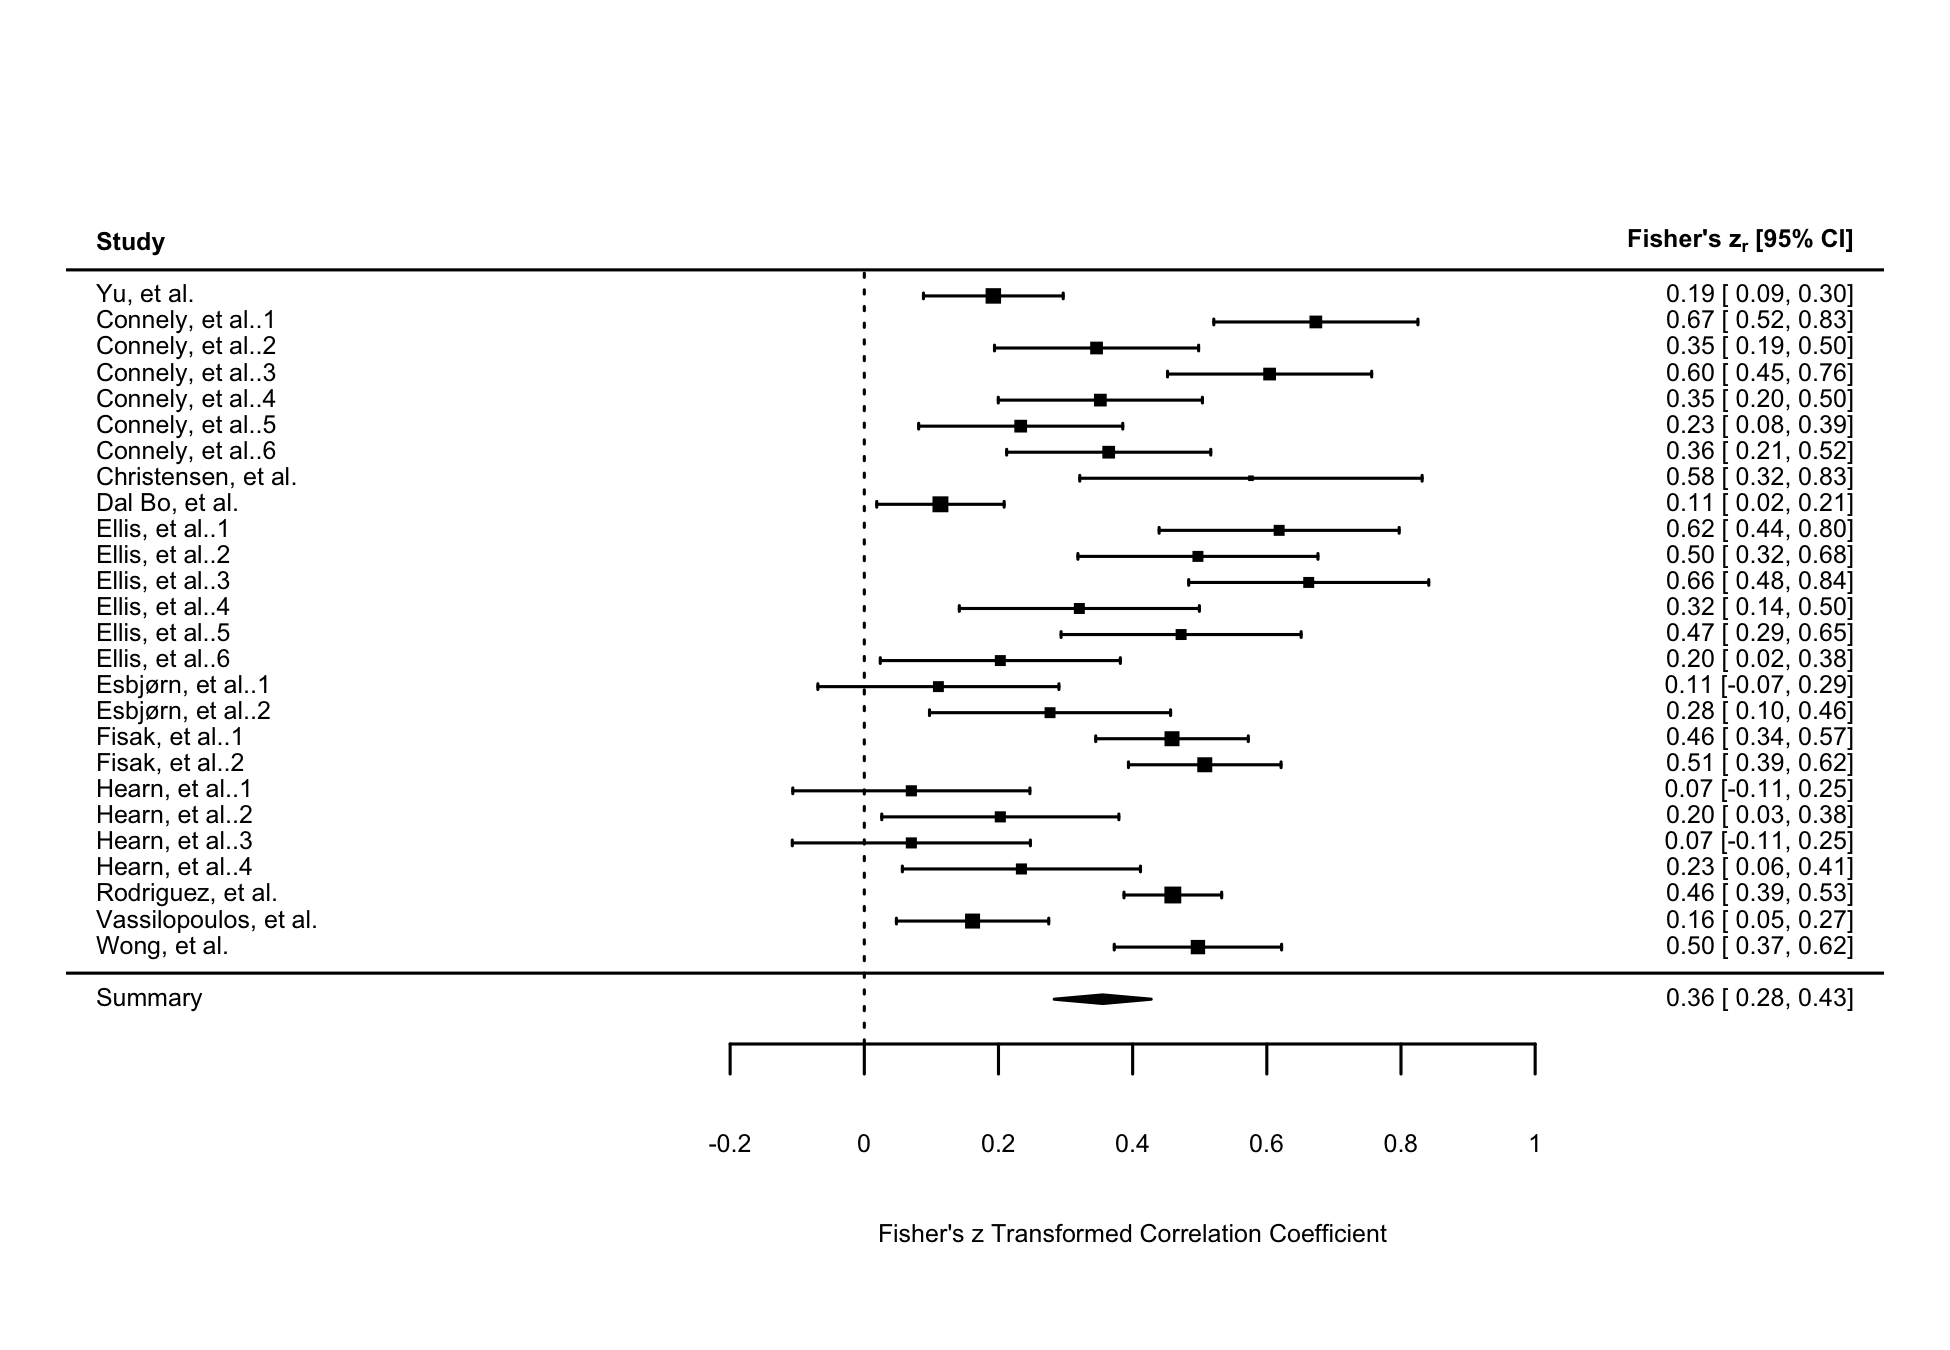 Study Fisher's zr [95% CI]
Yu, et al. 0.19 [ 0.09, 0.30]
Connely, et al..1 0.67 [ 0.52, 0.83]
Connely, et al..2 0.35 [ 0.19, 0.50]
Connely, et al..3 0.60 [ 0.45, 0.76]
Connely, et al..4 0.35 [ 0.20, 0.50]
Connely, et al..5 0.23 [ 0.08, 0.39]
Connely, et al..6 0.36 [ 0.21, 0.52]
Christensen, et al. 0.58 [ 0.32, 0.83]
Dal Bo, et al. 0.11 [ 0.02, 0.21]
Ellis, et al..1 0.62 [ 0.44, 0.80]
Ellis, et al..2 0.50 [ 0.32, 0.68]
Ellis, et al..3 0.66 [ 0.48, 0.84]
Ellis, et al..4 0.32 [ 0.14, 0.50]
Ellis, et al..5 0.47 [ 0.29, 0.65]
Ellis, et al..6 0.20 [ 0.02, 0.38]
Esbjørn, et al..1 0.11 [-0.07, 0.29]
Esbjørn, et al..2 0.28 [ 0.10, 0.46]
Fisak, et al..1 0.46 [ 0.34, 0.57]
Fisak, et al..2 0.51 [ 0.39, 0.62]
Hearn, et al..1 0.07 [-0.11, 0.25]
Hearn, et al..2 0.20 [ 0.03, 0.38]
Hearn, et al..3 0.07 [-0.11, 0.25]
Hearn, et al..4 0.23 [ 0.06, 0.41]
Rodriguez, et al. 0.46 [ 0.39, 0.53]
Vassilopoulos, et al. 0.16 [ 0.05, 0.27]
Wong, et al. 0.50 [ 0.37, 0.62]
Summary 0.36 [ 0.28, 0.43]
-0.2 0 0.2 0.4 0.6 0.8 1
Fisher's z Transformed Correlation Coefficient